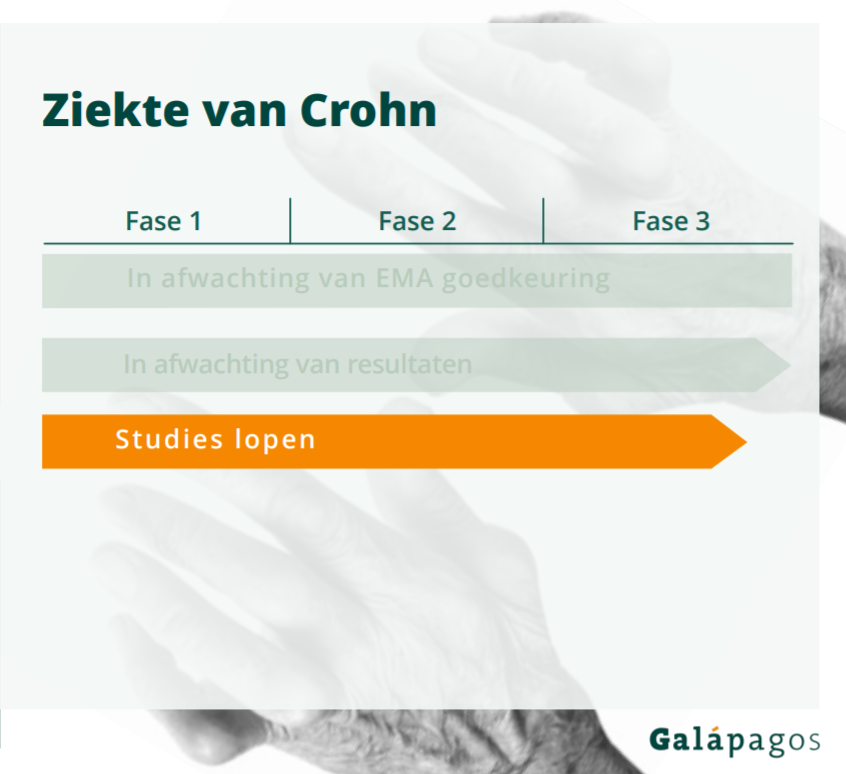 Ziekte van Crohn
Fase 1
Fase 2
Fase 3
In afwachting van EMA goedkeuring
In afwachting van resultaten
Studies lopen
Galápagos